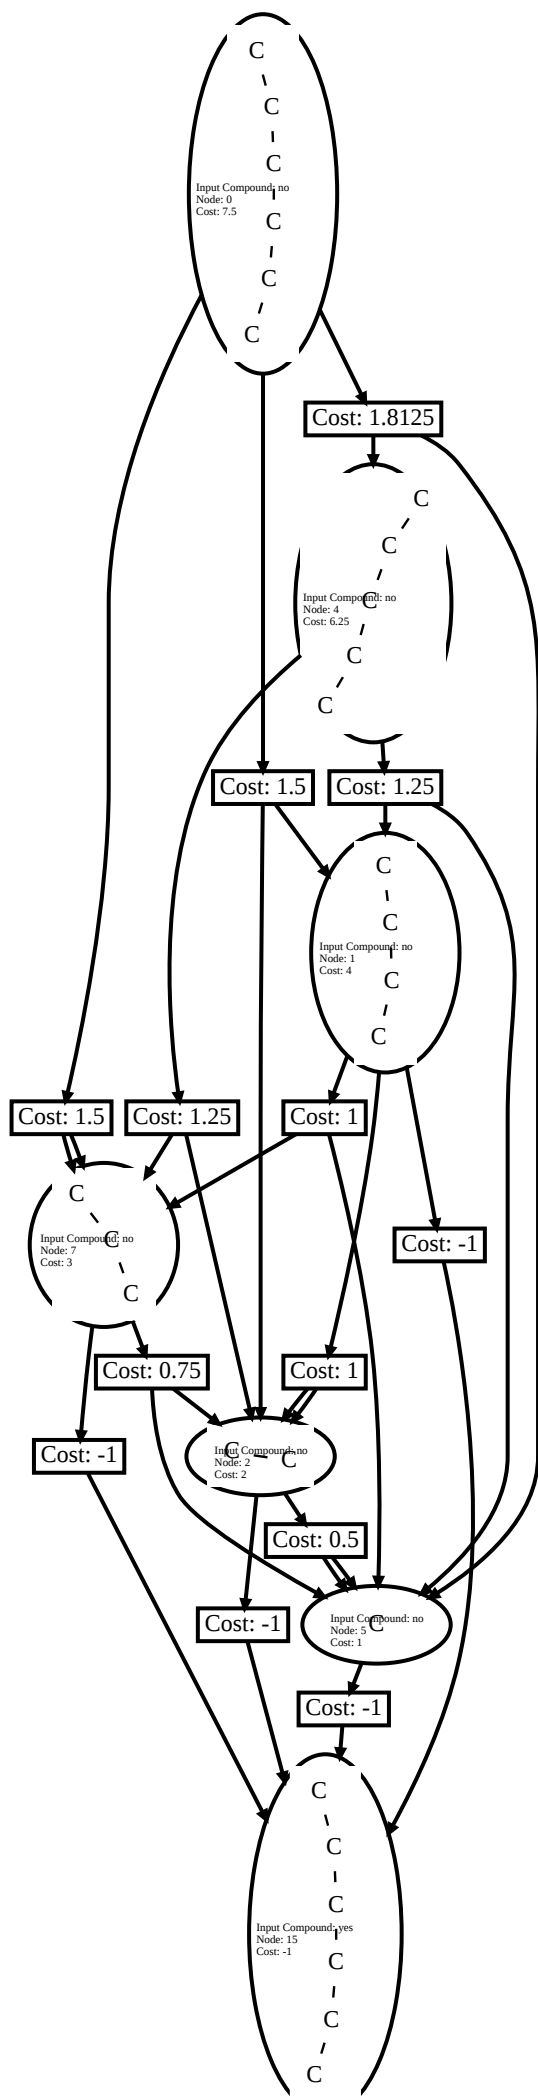 C
C
C
Input Compound: no
Node: 0
Cost: 7.5
C
C
C
Cost: 1.8125
C
C
Input Compound: no
C
Node: 4
Cost: 6.25
C
C
Cost: 1.5
Cost: 1.25
C
C
Input Compound: no
Node: 1
Cost: 4
C
C
Cost: 1.5
Cost: 1.25
Cost: 1
C
Input Compound: no
C
Node: 7
Cost: 3
C
Cost: -1
Cost: 0.75
Cost: 1
Cost: -1
C
C
Input Compound: no
Node: 2
Cost: 2
Cost: 0.5
Cost: -1
Input Compound: no
C
Node: 5
Cost: 1
Cost: -1
C
C
C
Input Compound: yes
Node: 15
Cost: -1
C
C
C